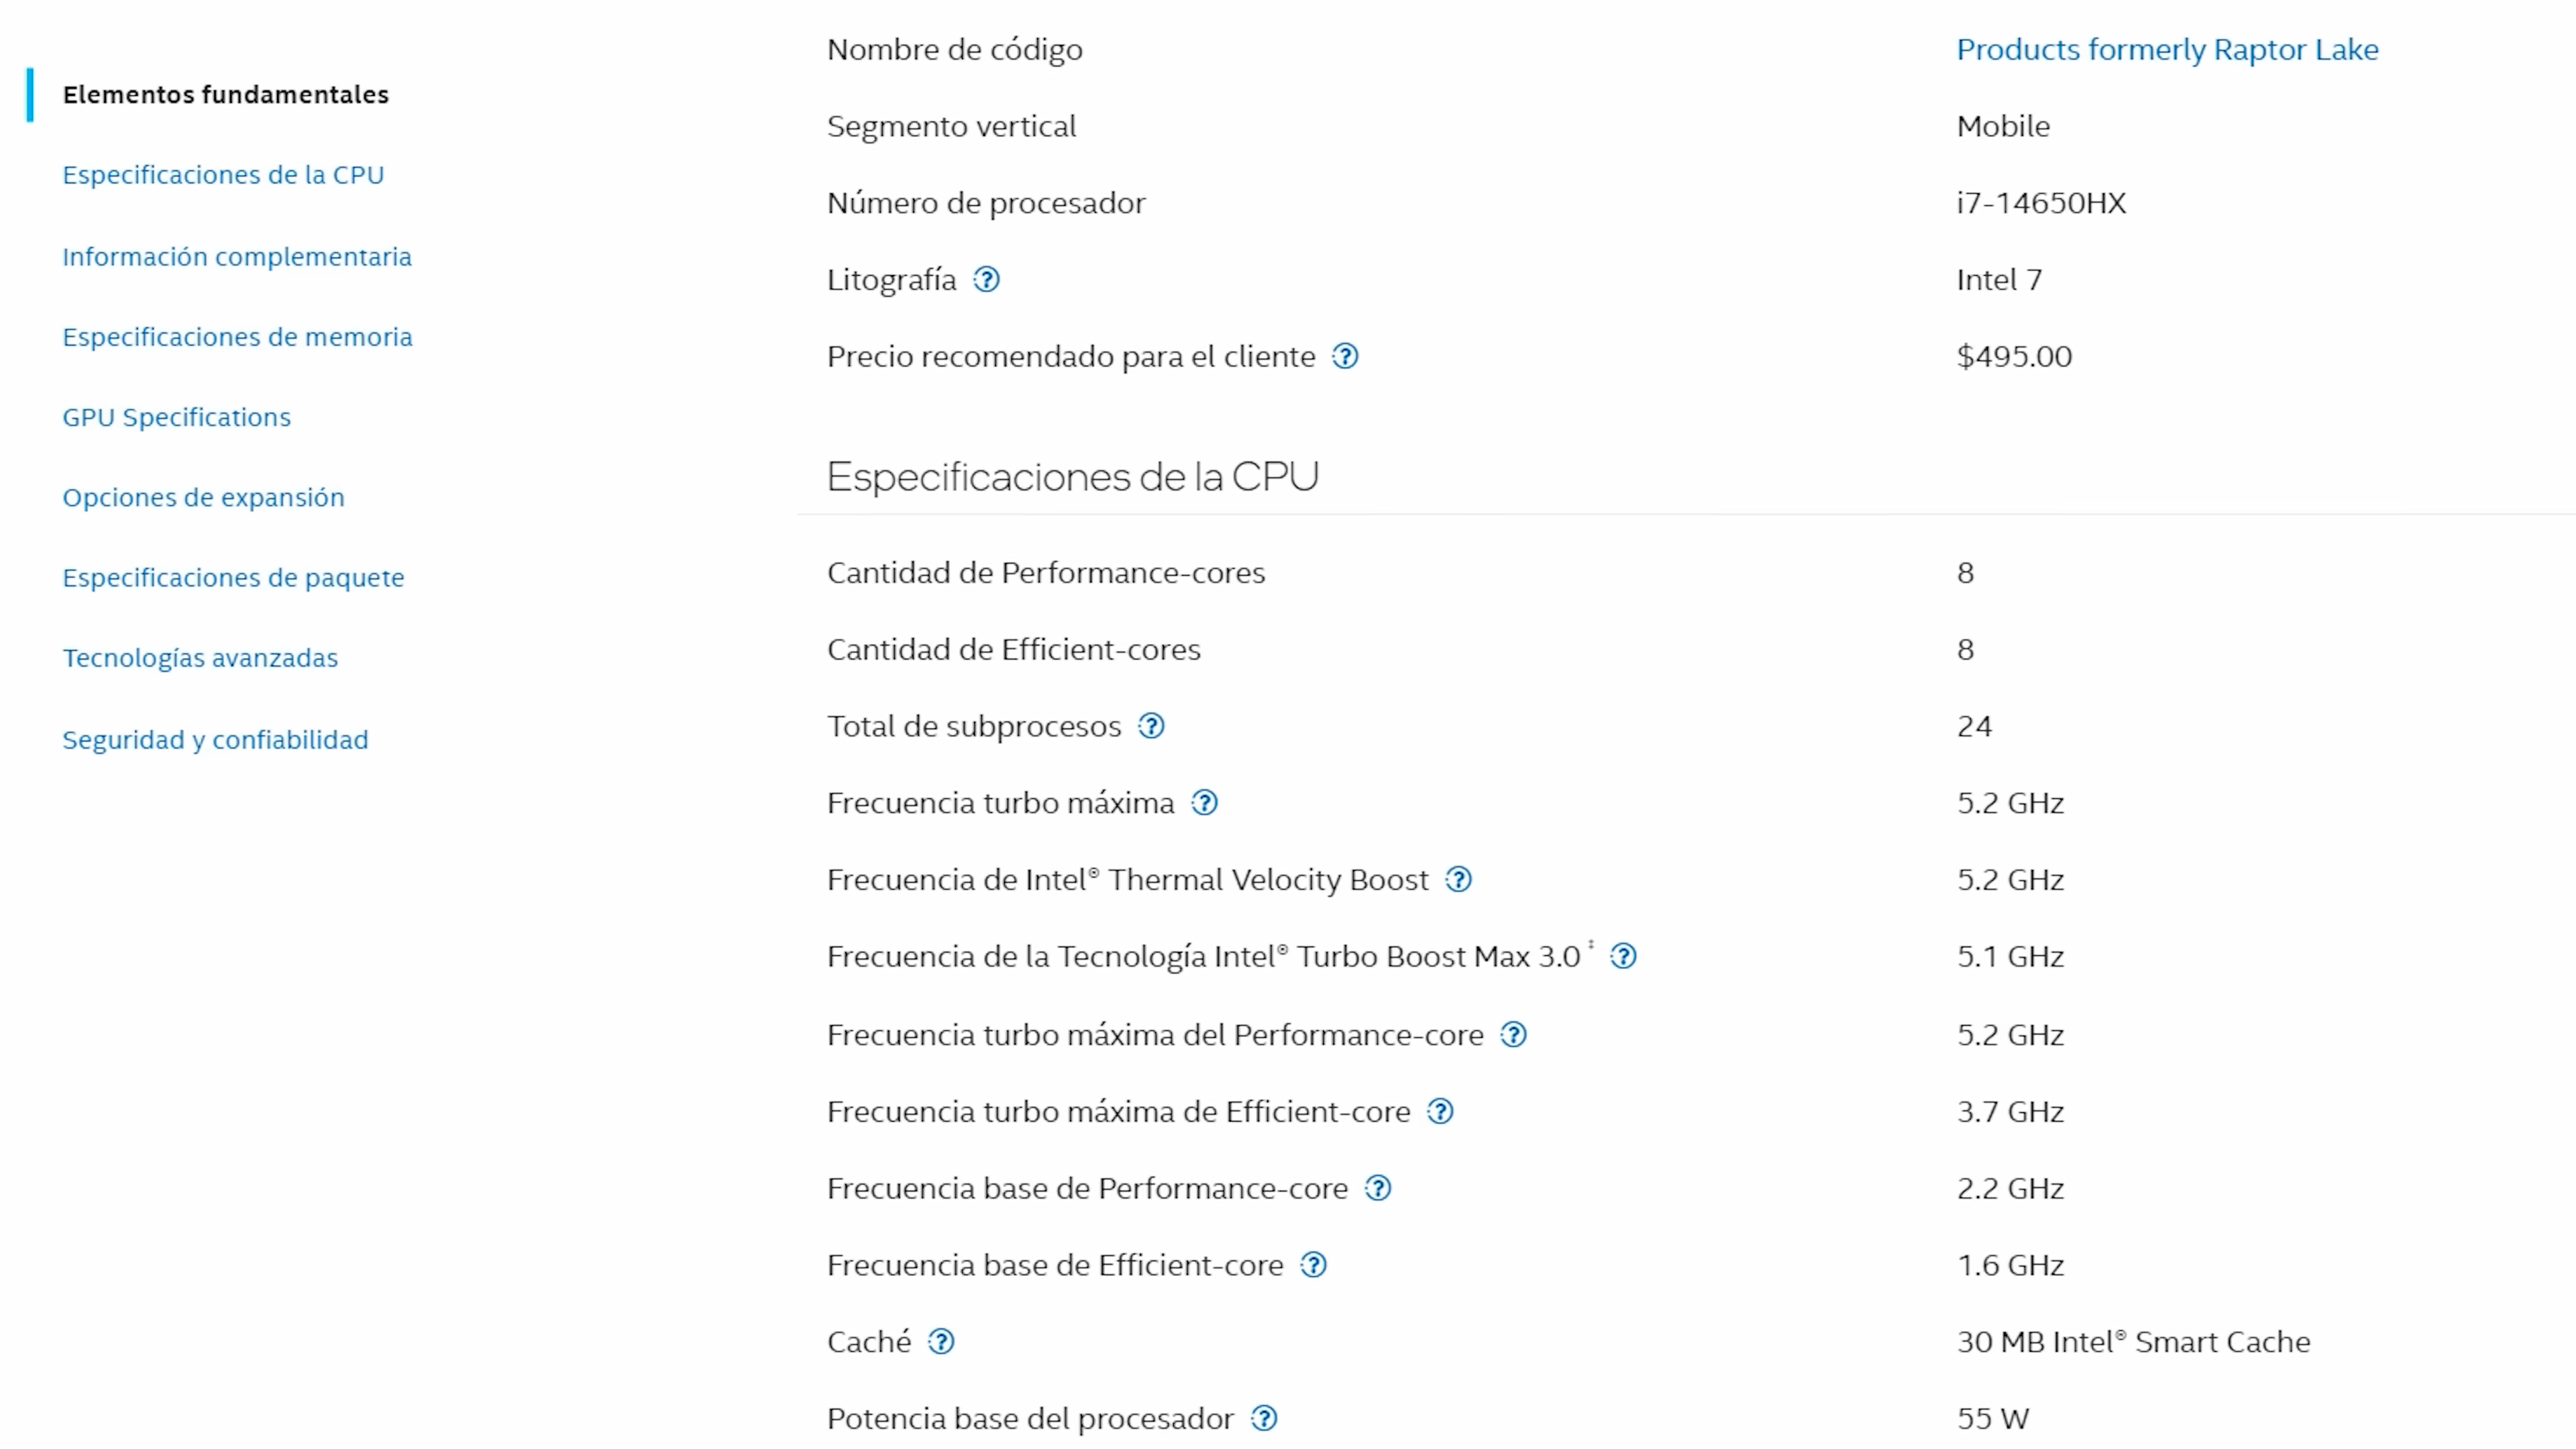 Elementos fundamentales
Especificaciones de la CPU
Información complementaria
Especificaciones de memoria
GPU Specifications
Opciones de expansión
Especificaciones de paquete
Tecnologías avanzadas
Seguridad y confiabilidad
Nombre de código Products formerly Raptor Lake
Segmento vertical Mobile
Número de procesador i7-14650HX
Litografía ? Intel 7
Precio recomendado para el cliente ? $495.00
Especificaciones de la CPU
Cantidad de Performance-cores 8
Cantidad de Efficient-cores 8
Total de subprocesos ? 24
Frecuencia turbo máxima ? 5.2 GHz
Frecuencia de Intel® Thermal Velocity Boost ? 5.2 GHz
Frecuencia de la Tecnología Intel® Turbo Boost Max 3.0 ‡ ? 5.1 GHz
Frecuencia turbo máxima del Performance-core ? 5.2 GHz
Frecuencia turbo máxima de Efficient-core ? 3.7 GHz
Frecuencia base de Performance-core ? 2.2 GHz
Frecuencia base de Efficient-core ? 1.6 GHz
Caché ? 30 MB Intel® Smart Cache
Potencia base del procesador ? 55 W